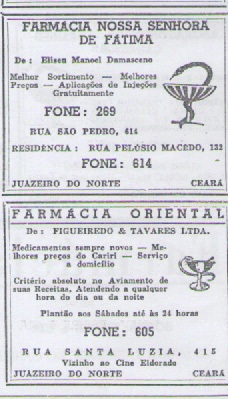 FARMÁCIA NOSSA SENHORA
DE FÁTIMA
De : Eliseu Manoel Damasceno
Melhor Sortimento — Melhores
Preços — Aplicações de Injeções
Gratuitamente
FONE : 269
RUA SÃO PEDRO, 414
RESIDENCIA : RUA PELÚSIO MACEDO, 132
FONE : 614
JUAZEIRO DO NORTE CEARÁ
FARMÁCIA ORIENTAL
De : FIGUEIREDO & TAVARES LTDA.
Medicamentos sempre novos — Me-
lhores preços do Cariri — Serviço
a domicílio
Critério absoluto no Aviamento de
suas Receitas, Atendendo a qualquer
hora do dia ou da noite
Plantão aos Sábados até às 24 horas
FONE : 605
RUA SANTA LUZIA, 415
Vizinho ao Cine Eldorado
JUAZEIRO DO NORTE CEARÁ